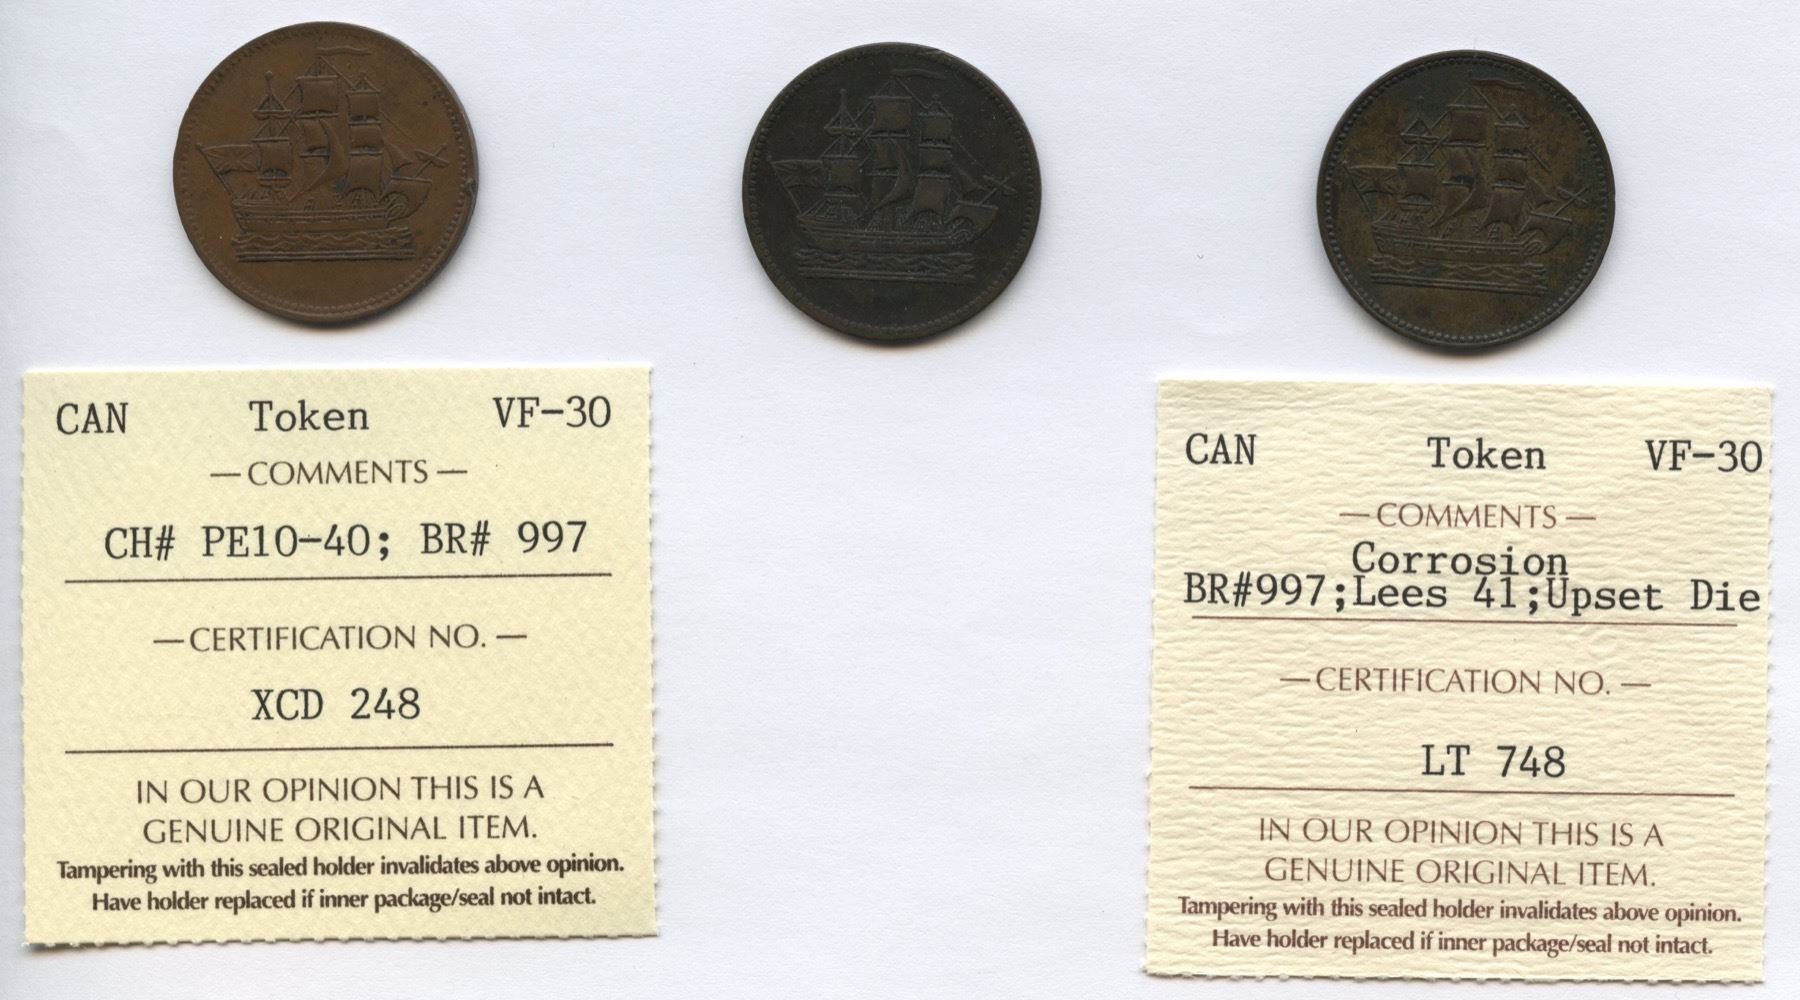 CAN Token VF-30
— COMMENTS —
CH# PE10-40; BR# 997
— CERTIFICATION NO. —
XCD 248
IN OUR OPINION THIS IS A
GENUINE ORIGINAL ITEM.
Tampering with this sealed holder invalidates above opinion.
Have holder replaced if inner package/seal not intact.
CAN Token VF-30
— COMMENTS —
Corrosion
BR#997;Lees 41;Upset Die
— CERTIFICATION NO. —
LT 748
IN OUR OPINION THIS IS A
GENUINE ORIGINAL ITEM.
Tampering with this sealed holder invalidates above opinion.
Have holder replaced if inner package/seal not intact.